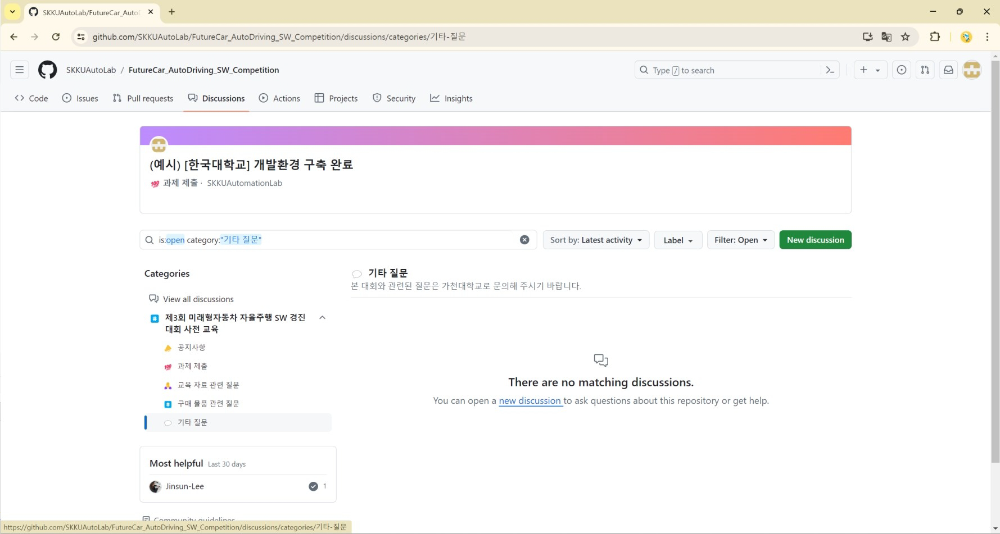 SKKUAutoLab/FutureCar_Auto
github.com/SKKUAutoLab/FutureCar_AutoDriving_SW_Competition/discussions/categories/기타-질문
SKKUAutoLab / FutureCar_AutoDriving_SW_Competition
Type / to search
Code Issues Pull requests Discussions Actions Projects Security Insights
(예시) [한국대학교] 개발환경 구축 완료
💯 과제 제출 · SKKUAutomationLab
is:open category:"기타 질문"
Sort by: Latest activity
Label
Filter: Open
New discussion
Categories
View all discussions
제3회 미래형자동차 자율주행 SW 경진
대회 사전 교육
공지사항
과제 제출
교육 자료 관련 질문
구매 물품 관련 질문
기타 질문
Most helpful Last 30 days
Jinsun-Lee 1
Community guidelines
기타 질문
본 대회와 관련된 질문은 가천대학교로 문의해 주시기 바랍니다.
There are no matching discussions.
You can open a new discussion to ask questions about this repository or get help.
https://github.com/SKKUAutoLab/FutureCar_AutoDriving_SW_Competition/discussions/categories/기타-질문